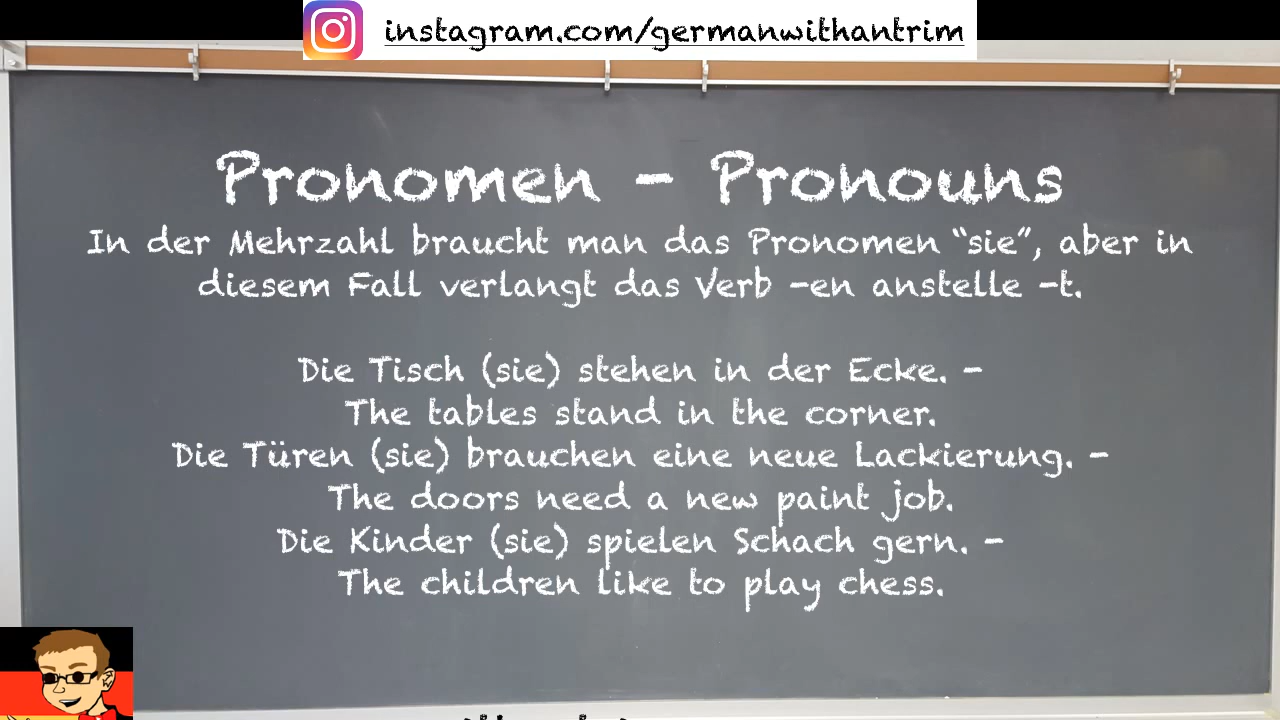 instagram.com/germanwithantrim
Pronomen - Pronouns
In der Mehrzahl braucht man das Pronomen “sie”, aber in
diesem Fall verlangt das Verb -en anstelle -t.
Die Tisch (sie) stehen in der Ecke. -
The tables stand in the corner.
Die Türen (sie) brauchen eine neue Lackierung. -
The doors need a new paint job.
Die Kinder (sie) spielen Schach gern. -
The children like to play chess.